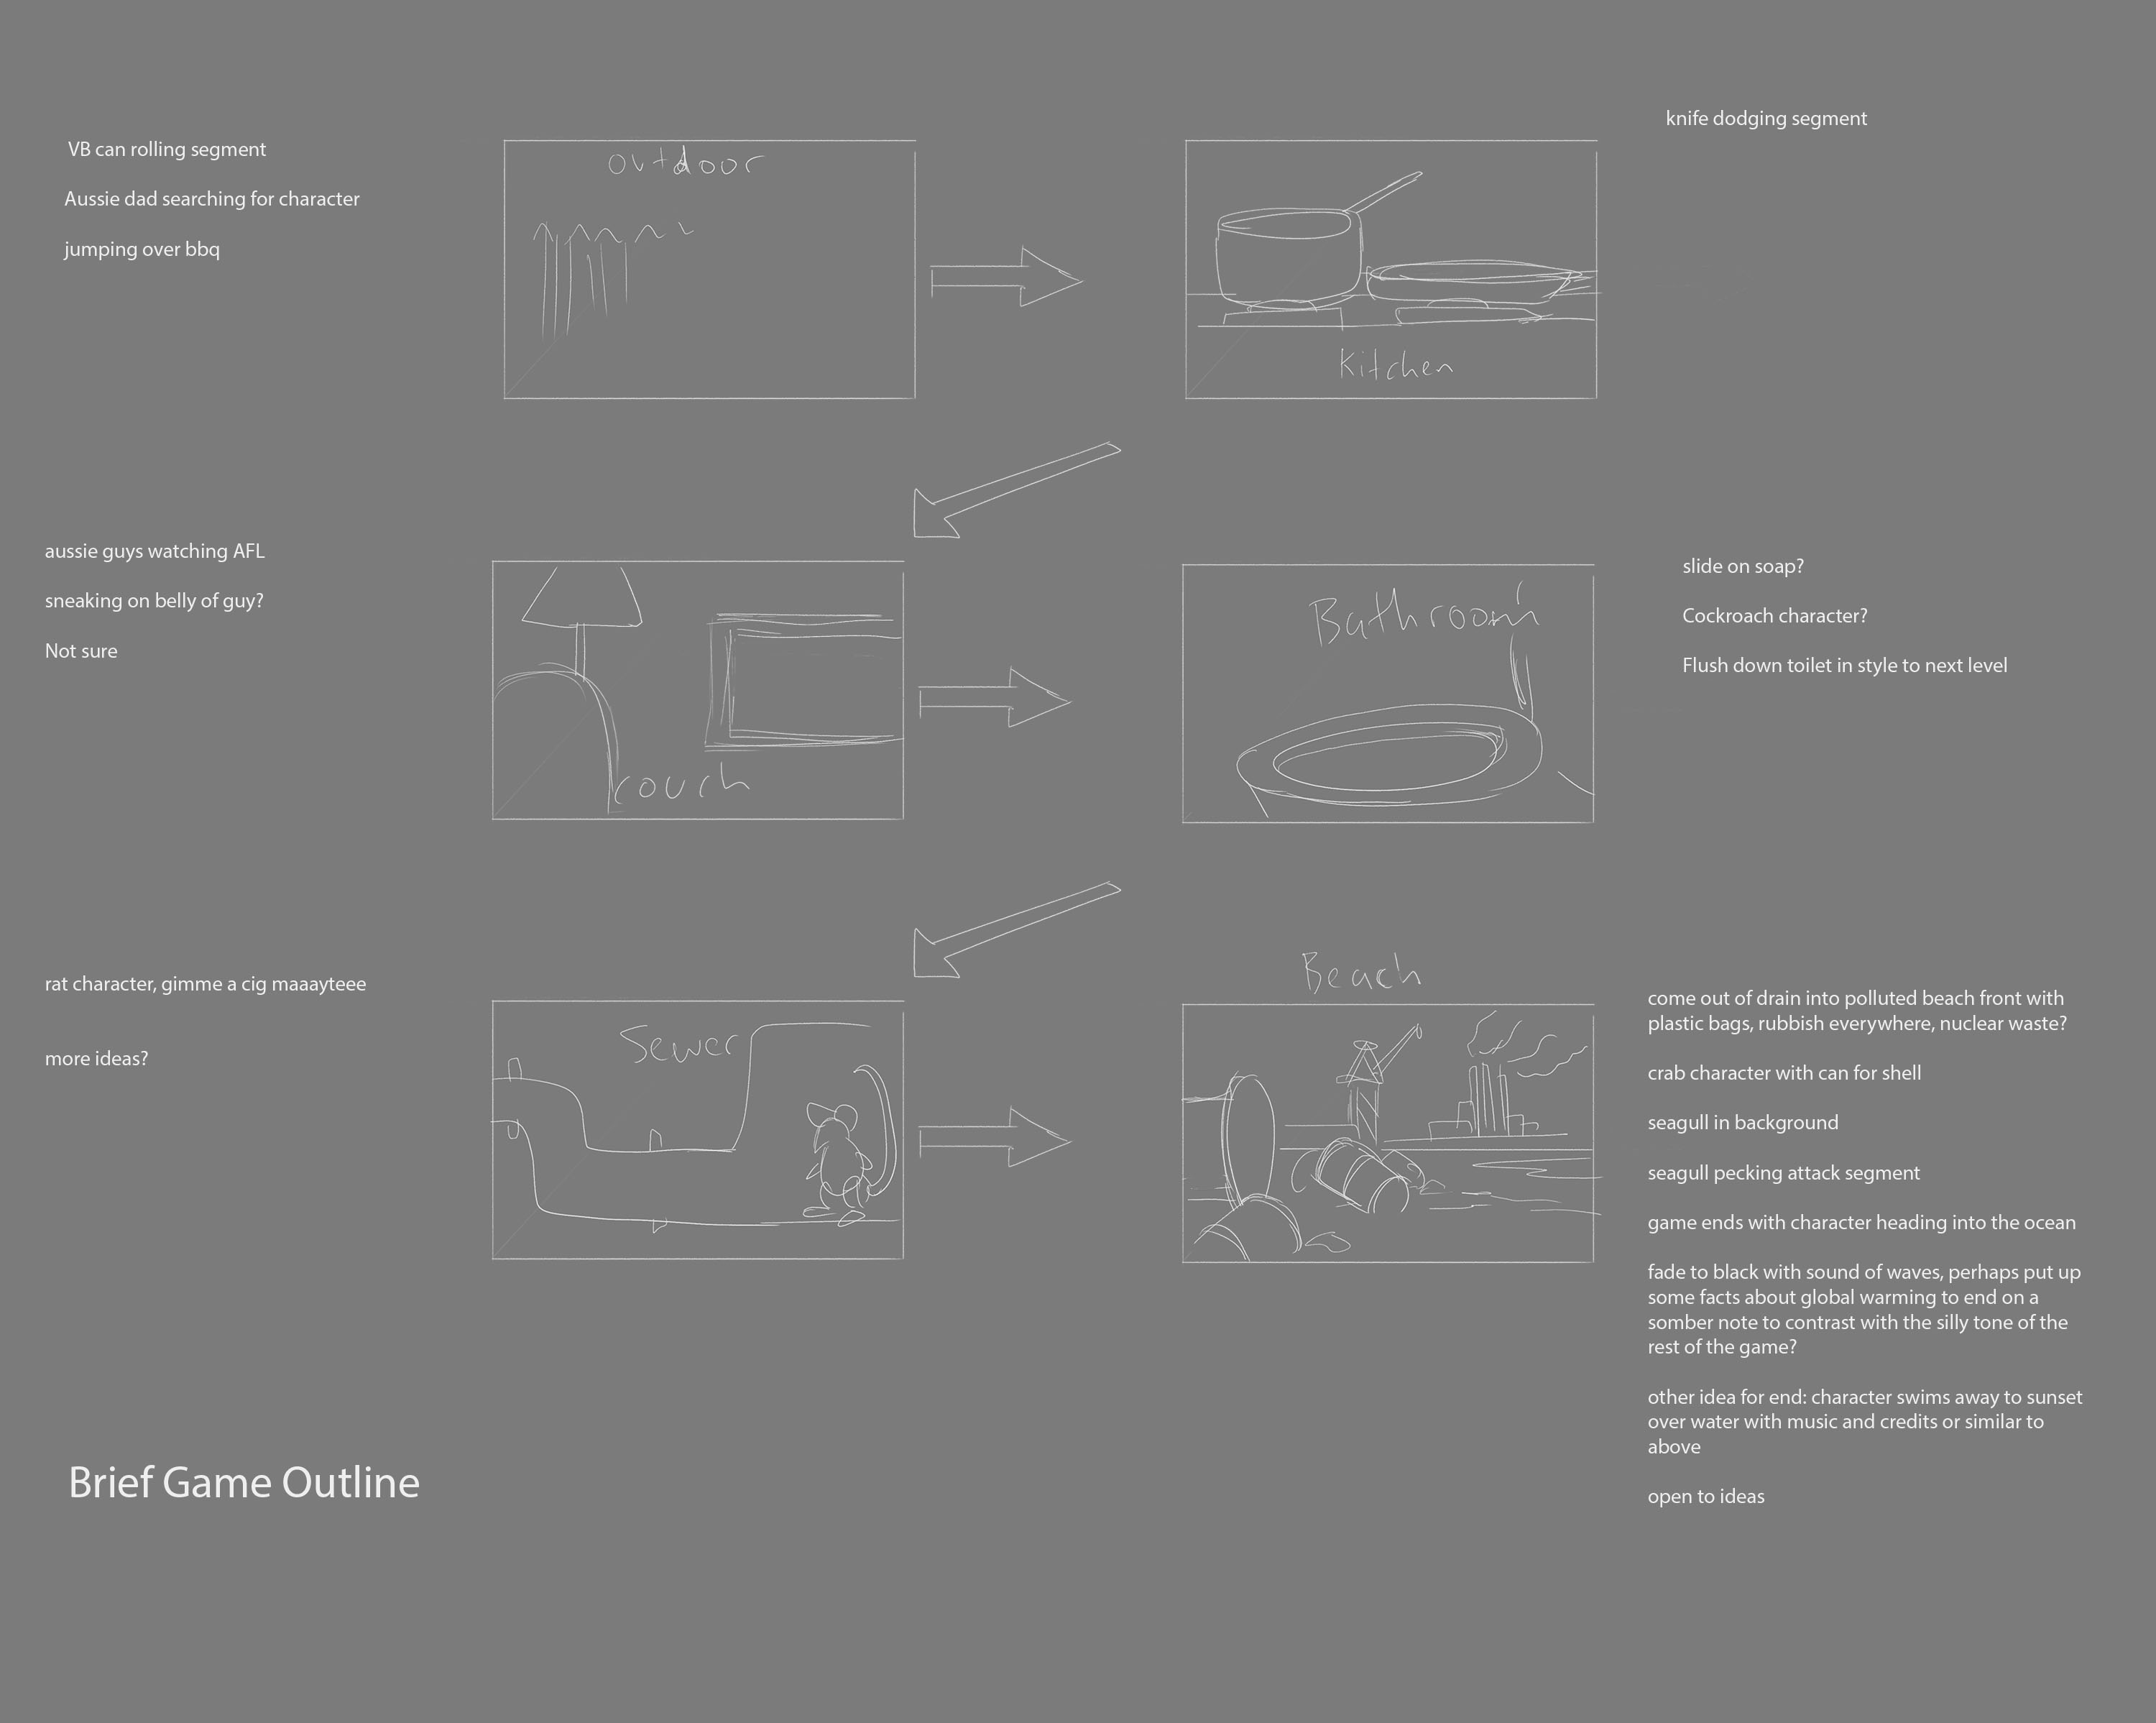 VB can rolling segment
Aussie dad searching for character
jumping over bbq
outdoor
knife dodging segment
Kitchen
aussie guys watching AFL
sneaking on belly of guy?
Not sure
couch
Bathroom
slide on soap?
Cockroach character?
Flush down toilet in style to next level
rat character, gimme a cig maaayteee
more ideas?
Sewer
Beach
come out of drain into polluted beach front with
plastic bags, rubbish everywhere, nuclear waste?
crab character with can for shell
seagull in background
seagull pecking attack segment
game ends with character heading into the ocean
fade to black with sound of waves, perhaps put up
some facts about global warming to end on a
somber note to contrast with the silly tone of the
rest of the game?
other idea for end: character swims away to sunset
over water with music and credits or similar to
above
open to ideas
Brief Game Outline